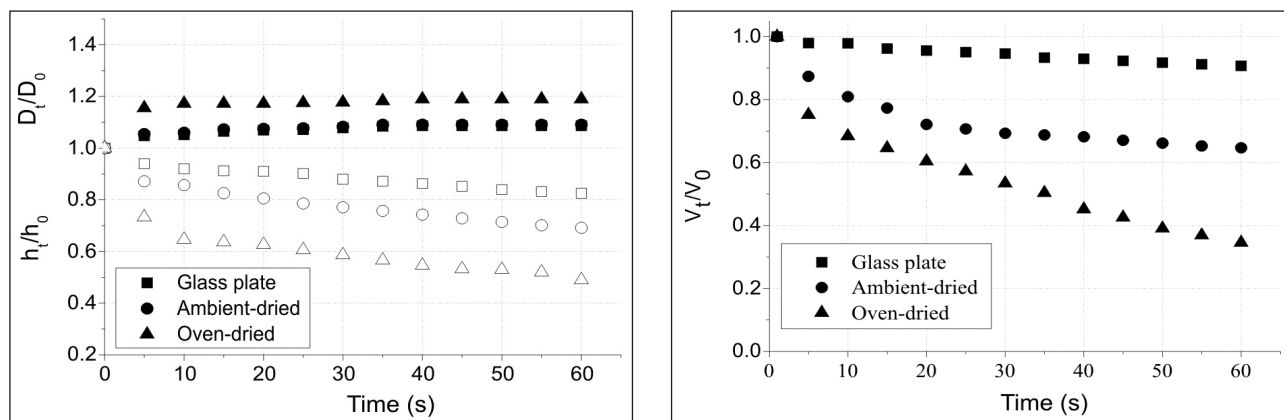 D_t/D_0
h_t/h_0
1.4
1.2
1.0
0.8
0.6
0.4
0.2
Glass plate
Ambient-dried
Oven-dried
10 20 30 40 50 60
Time (s)
V_t/V_0
1.0
0.8
0.6
0.4
0.2
0.0
Glass plate
Ambient-dried
Oven-dried
0 10 20 30 40 50 60
Time (s)